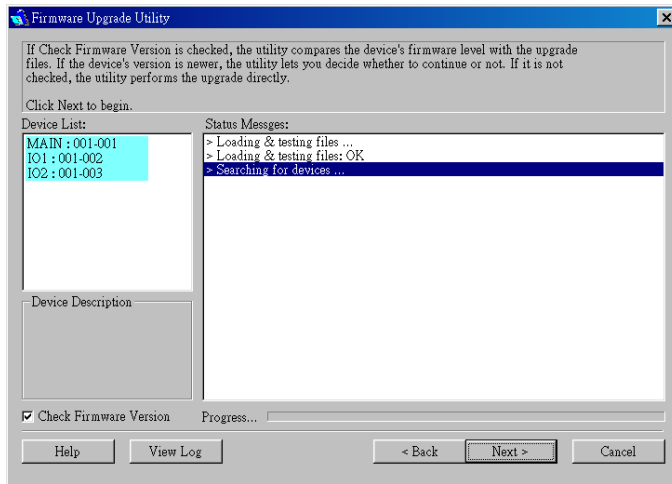 Firmware Upgrade Utility
If Check Firmware Version is checked, the utility compares the device's firmware level with the upgrade
files. If the device's version is newer, the utility lets you decide whether to continue or not. If it is not
checked, the utility performs the upgrade directly.
Click Next to begin.
Device List:
MAIN : 001-001
IO1 : 001-002
IO2 : 001-003
Status Messges:
> Loading & testing files ...
> Loading & testing files: OK
> Searching for devices ...
Device Description
Check Firmware Version
Progress...
Help
View Log
< Back
Next >
Cancel